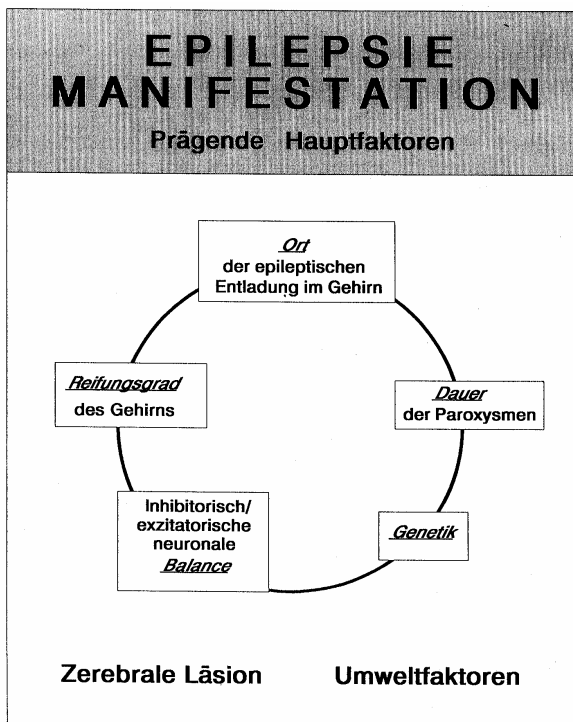 EPILEPSIE
MANIFESTATION
Prägende Hauptfaktoren
Ort
der epileptischen
Entladung im Gehirn
Reifungsgrad
des Gehirns
Dauer
der Paroxysmen
Inhibitorisch/
exzitatorische
neuronale
Balance
Genetik
Zerebrale Läsion
Umweltfaktoren